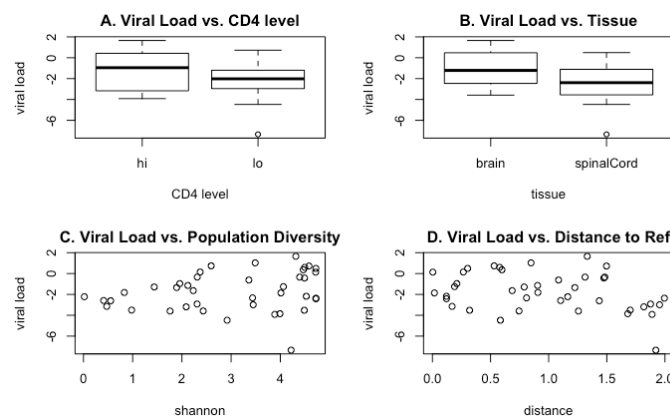 A. Viral Load vs. CD4 level
viral load
2
0
-2
-6
hi
lo
CD4 level
B. Viral Load vs. Tissue
viral load
2
0
-2
-6
brain
spinalCord
tissue
C. Viral Load vs. Population Diversity
viral load
2
0
-2
-6
0 1 2 3 4
shannon
D. Viral Load vs. Distance to Ref
viral load
2
0
-2
-6
0.0 0.5 1.0 1.5 2.0
distance